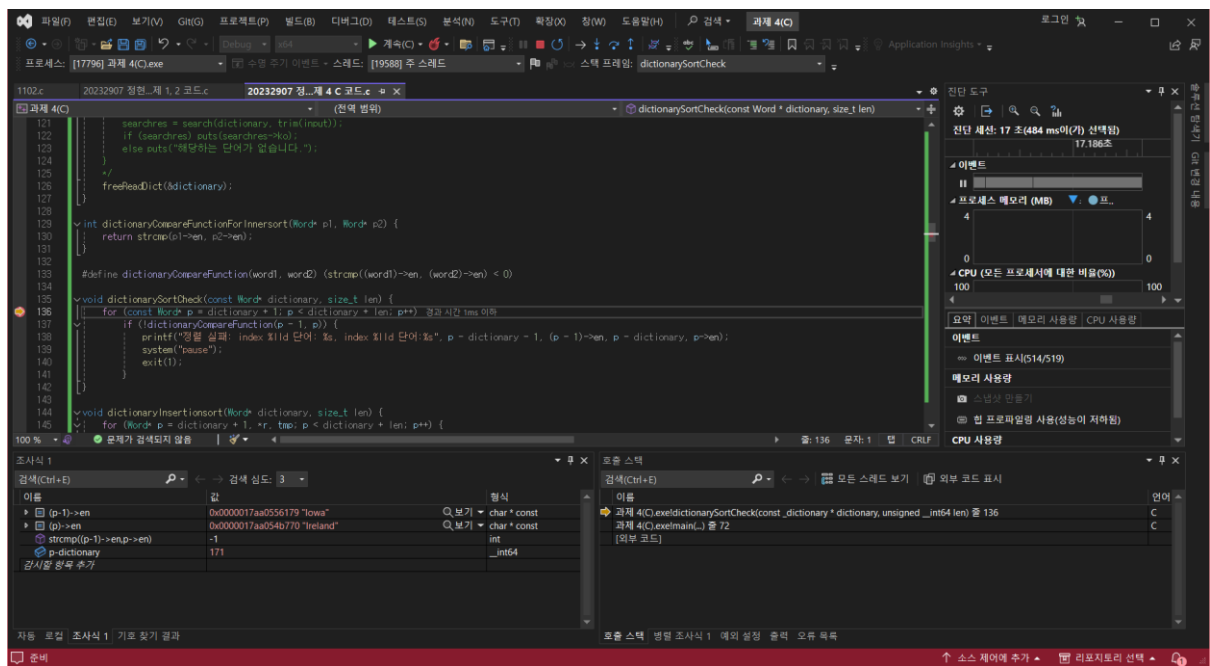 파일(F) 편집(E) 보기(V) Git(G) 프로젝트(P) 빌드(B) 디버그(D) 테스트(S) 분석(N) 도구(T) 확장(X) 창(W) 도움말(H) 검색 과제 4(C) 로그인
Debug x64 계속(C) Application Insights
프로세스: [17796] 과제 4(C).exe 수명 주기 이벤트 스레드: [19588] 주 스레드 스택 프레임: dictionarySortCheck
1102.c 20232907 정현...제 1, 2 코드.c 20232907 정...제 4 C 코드.c
과제 4(C) (전역 범위) dictionarySortCheck(const Word * dictionary, size_t len)
121 searchres = search(dictionary, trim(input));
122 if (searchres) puts(searchres->ko);
123 else puts("해당하는 단어가 없습니다.");
124 }
125 */
126 freeReadDict(&dictionary);
127 }
128
129 int dictionaryCompareFunctionForInnersort(Word* p1, Word* p2) {
130 return strcmp(p1->en, p2->en);
131 }
132
133 #define dictionaryCompareFunction(word1, word2) (strcmp((word1)->en, (word2)->en) < 0)
134
135 void dictionarySortCheck(const Word* dictionary, size_t len) {
136 for (const Word* p = dictionary + 1; p < dictionary + len; p++) 경과 시간 1ms 이하
137 if (!dictionaryCompareFunction(p - 1, p)) {
138 printf("정렬 실패: index %lld 단어: %s, index %lld 단어:%s", p - dictionary - 1, (p - 1)->en, p - dictionary, p->en);
139 system("pause");
140 exit(1);
141 }
142 }
143
144 void dictionaryInsertionsort(Word* dictionary, size_t len) {
145 for (Word* p = dictionary + 1, *r, tmp; p < dictionary + len; p++) {
100 % 문제가 검색되지 않음 줄: 136 문자: 1 탭 CRLF
진단 도구
진단 세션: 17 초(484 ms이(가) 선택됨)
17.186초
이벤트
프로세스 메모리 (MB) 프...
4 4
0 0
CPU (모든 프로세서에 대한 비율(%))
100 100
요약 이벤트 메모리 사용량 CPU 사용량
이벤트
이벤트 표시(514/519)
메모리 사용량
스냅샷 만들기
힙 프로파일링 사용(성능이 저하됨)
CPU 사용량
솔루션 탐색기 Git 변경 내용
조사식 1
검색(Ctrl+E) 검색 심도: 3
이름 값 형식
(p-1)->en 0x0000017aa0556179 "Iowa" 보기 char * const
(p)->en 0x0000017aa054b770 "Ireland" 보기 char * const
strcmp((p-1)->en,p->en) -1 int
p-dictionary 171 __int64
감시할 항목 추가
자동 로컬 조사식 1 기호 찾기 결과
호출 스택
검색(Ctrl+E) 모든 스레드 보기 외부 코드 표시
이름 언어
과제 4(C).exe!dictionarySortCheck(const _dictionary * dictionary, unsigned __int64 len) 줄 136 C
과제 4(C).exe!main(...) 줄 72 C
[외부 코드]
호출 스택 병렬 조사식 1 예외 설정 출력 오류 목록
준비 소스 제어에 추가 리포지토리 선택